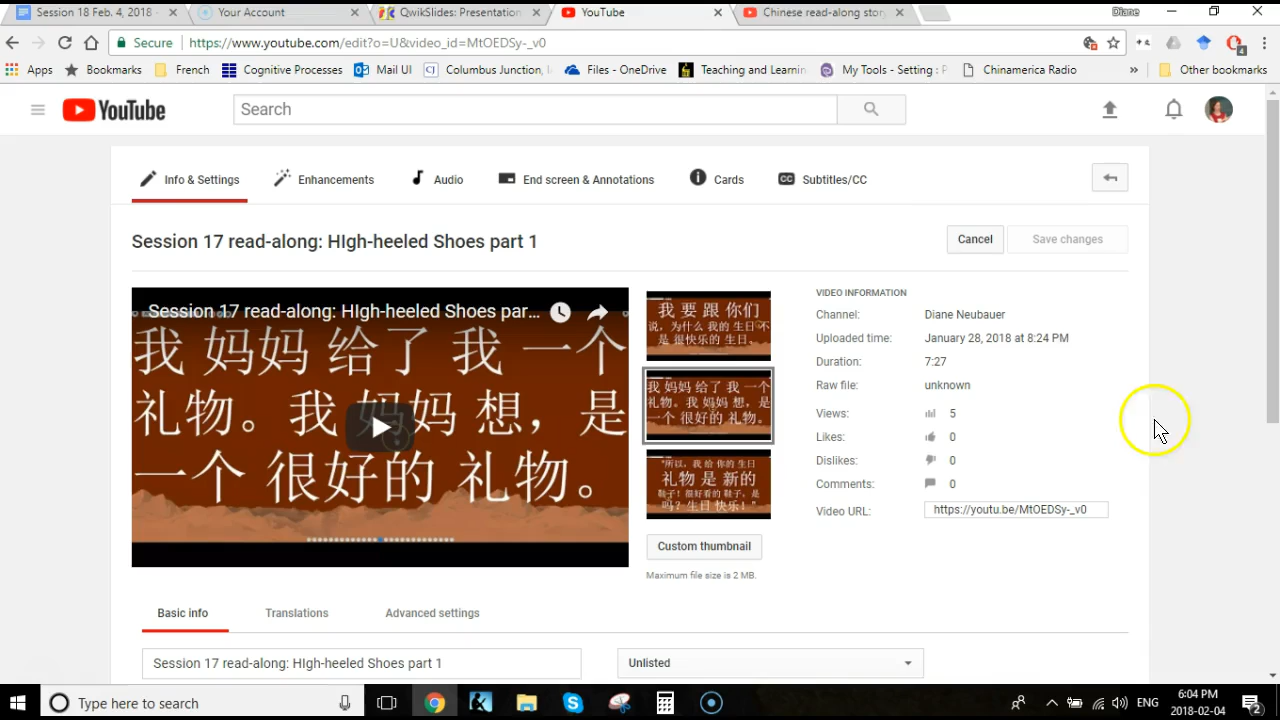 Session 18 Feb. 4, 2018
Your Account
QwikSlides: Presentation
YouTube
Chinese read-along story
Diane
Secure https://www.youtube.com/edit?o=U&video_id=MtOEDSy-_v0
Apps Bookmarks French Cognitive Processes Mail UI Columbus Junction, I Files - OneDrive Teaching and Learnin My Tools - Setting : P Chinamerica Radio » Other bookmarks
YouTube
Search
Info & Settings Enhancements Audio End screen & Annotations Cards CC Subtitles/CC
Session 17 read-along: HIgh-heeled Shoes part 1
Cancel Save changes
Session 17 read-along: HIgh-heeled Shoes par...
我 妈妈 给了 我 一个
礼物。我 妈妈 想，是
一个 很好的 礼物。
我 要 跟 你们
说，为什么 我的 生日 不
是 很快乐的 生日。
我 妈妈 给了 我 一个
礼物。我 妈妈 想，是
一个 很好的 礼物。
"所以，我 给 你的 生日
礼物 是 新的
鞋子！很好看的 鞋子，是
吗？生日 快乐！"
Custom thumbnail
Maximum file size is 2 MB.
VIDEO INFORMATION
Channel: Diane Neubauer
Uploaded time: January 28, 2018 at 8:24 PM
Duration: 7:27
Raw file: unknown
Views: 5
Likes: 0
Dislikes: 0
Comments: 0
Video URL: https://youtu.be/MtOEDSy-_v0
Basic info Translations Advanced settings
Session 17 read-along: HIgh-heeled Shoes part 1
Unlisted
Type here to search
ENG
6:04 PM
2018-02-04
2